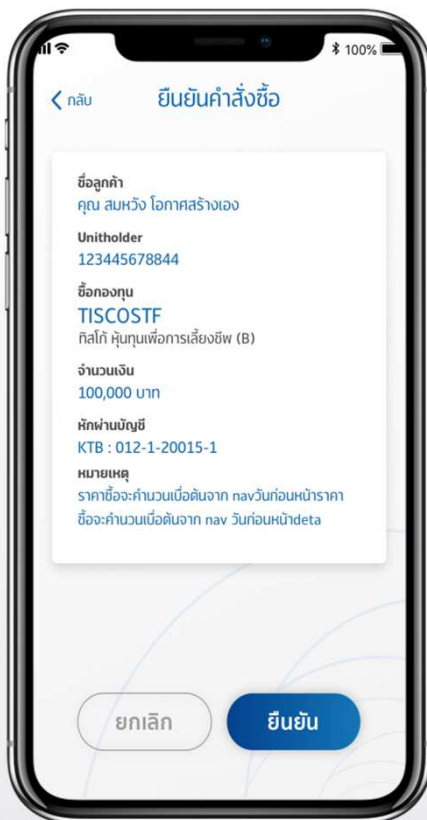 100%
กลับ
ยืนยันคำสั่งซื้อ
ชื่อลูกค้า
คุณ สมหวัง โอกาศสร้างเอง
Unitholder
123445678844
ซื้อกองทุน
TISCOSTF
ทิสโก้ หุ้นทุนเพื่อการเลี้ยงชีพ (B)
จำนวนเงิน
100,000 บาท
หักผ่านบัญชี
KTB : 012-1-20015-1
หมายเหตุ
ราคาซื้อจะคำนวนเบื่อต้นจาก navวันก่อนหน้าราคา
ซื้อจะคำนวนเบื่อต้นจาก nav วันก่อนหน้าdeta
ยกเลิก
ยืนยัน